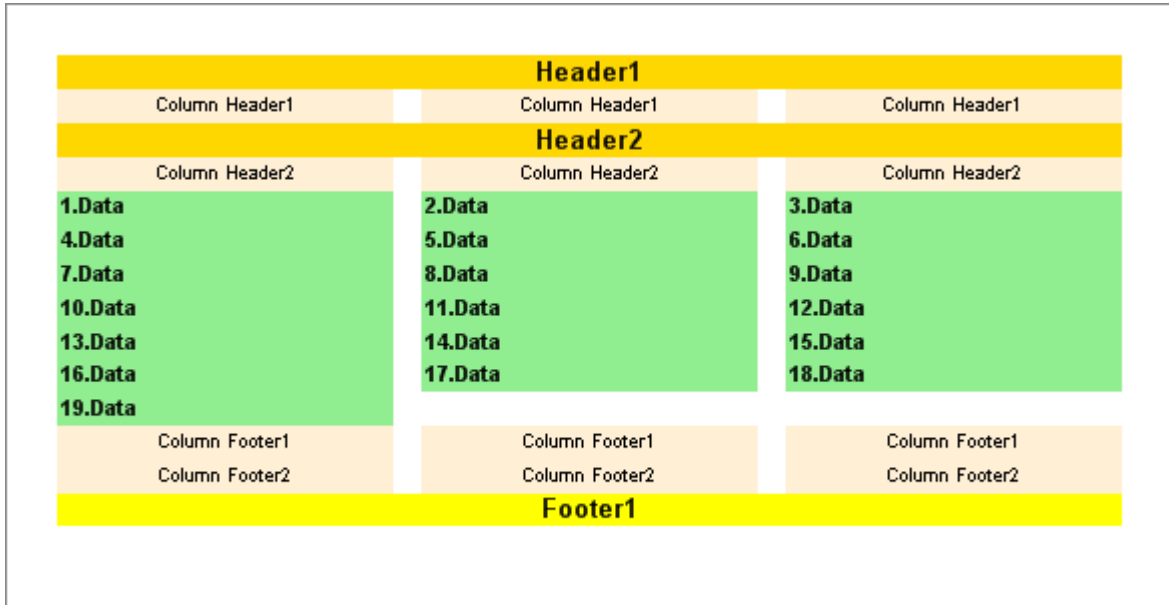 Header1
Column Header1 Column Header1 Column Header1
Header2
Column Header2 Column Header2 Column Header2
1.Data 2.Data 3.Data
4.Data 5.Data 6.Data
7.Data 8.Data 9.Data
10.Data 11.Data 12.Data
13.Data 14.Data 15.Data
16.Data 17.Data 18.Data
19.Data
Column Footer1 Column Footer1 Column Footer1
Column Footer2 Column Footer2 Column Footer2
Footer1